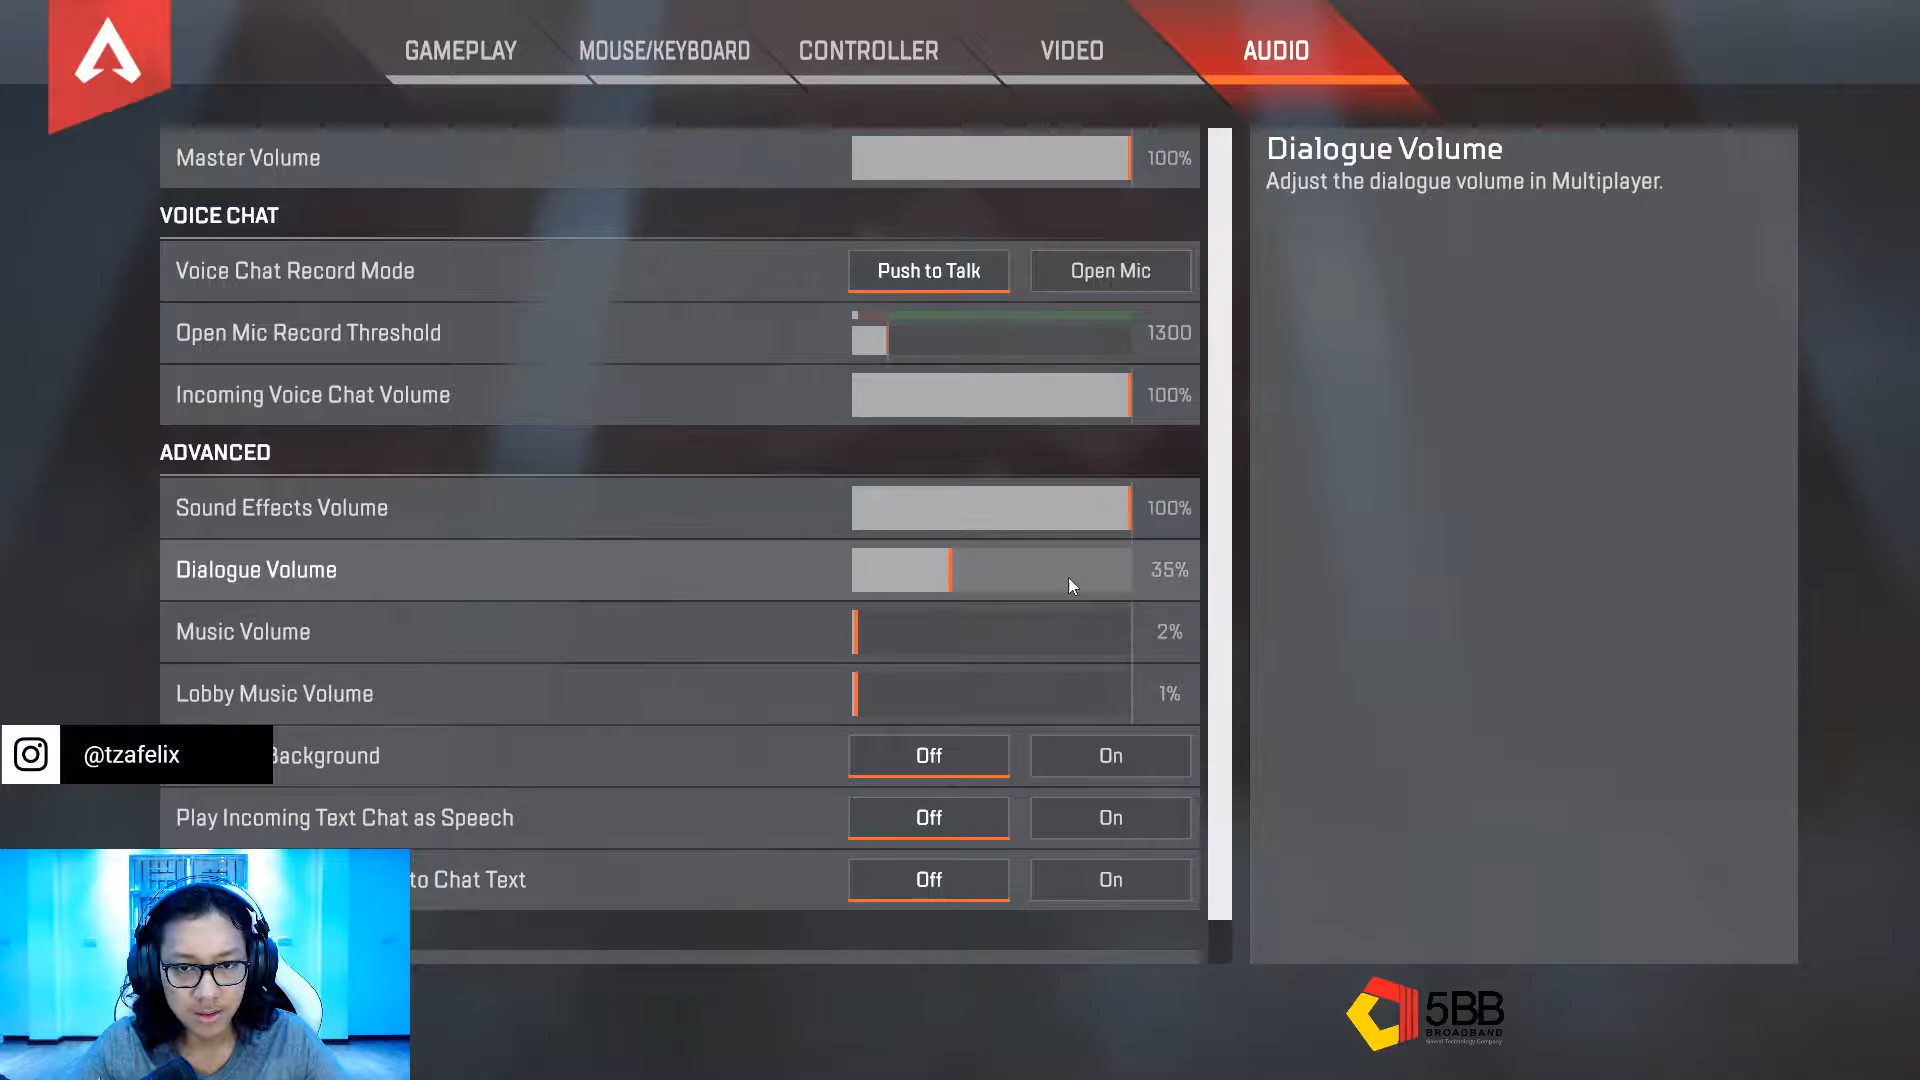 GAMEPLAY MOUSE/KEYBOARD CONTROLLER VIDEO AUDIO
Master Volume 100%
VOICE CHAT
Voice Chat Record Mode Push to Talk Open Mic
Open Mic Record Threshold 1300
Incoming Voice Chat Volume 100%
ADVANCED
Sound Effects Volume 100%
Dialogue Volume 35%
Music Volume 2%
Lobby Music Volume 1%
Background Off On
Play Incoming Text Chat as Speech Off On
to Chat Text Off On
Dialogue Volume
Adjust the dialogue volume in Multiplayer.
@tzafelix
5BB
BROADBAND
Global Technology Company